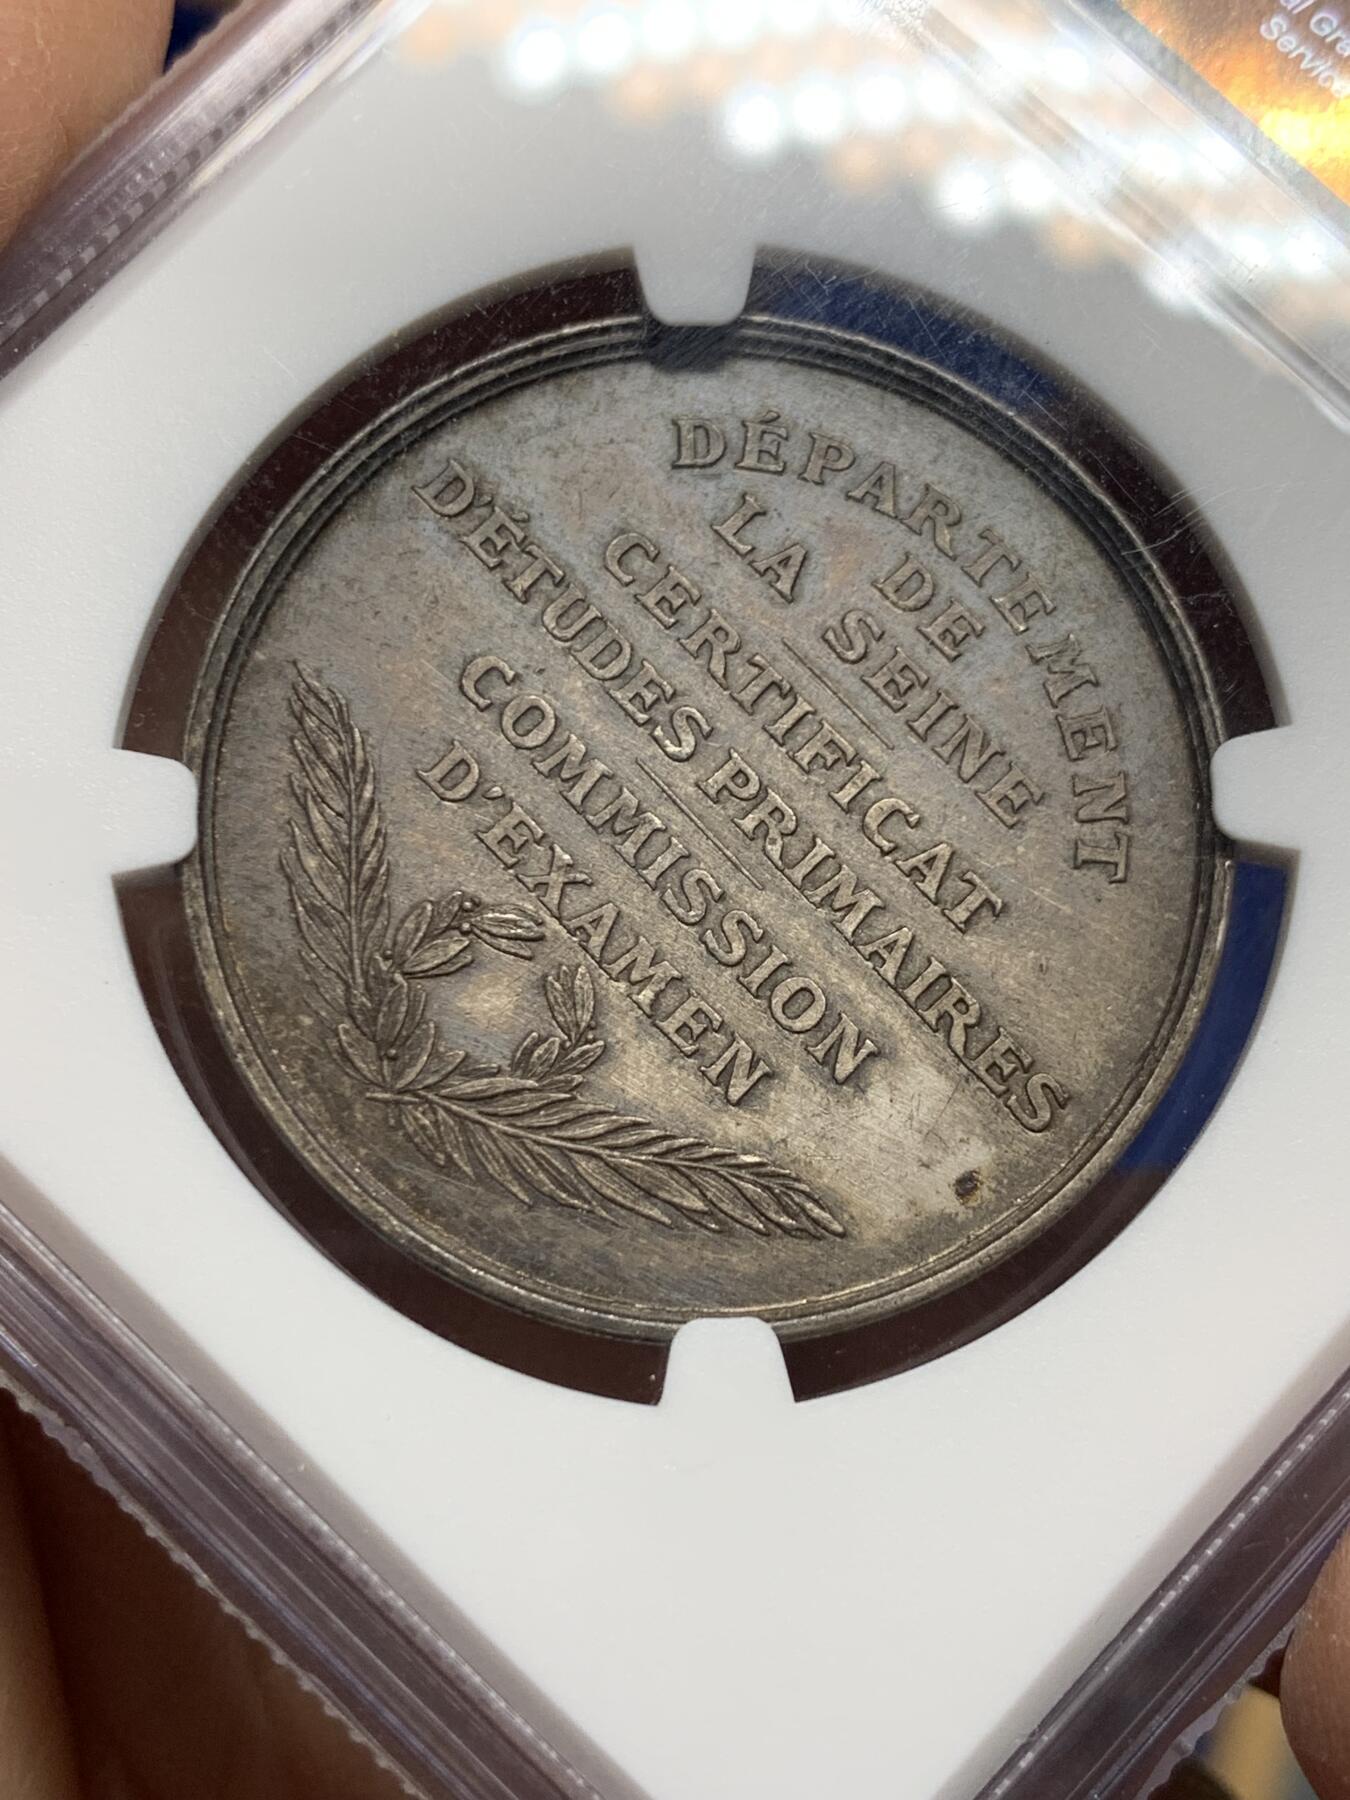 DÉPARTEMENT
DE
LA SEINE
CERTIFICAT
D'ÉTUDES PRIMAIRES
COMMISSION
D'EXAMEN